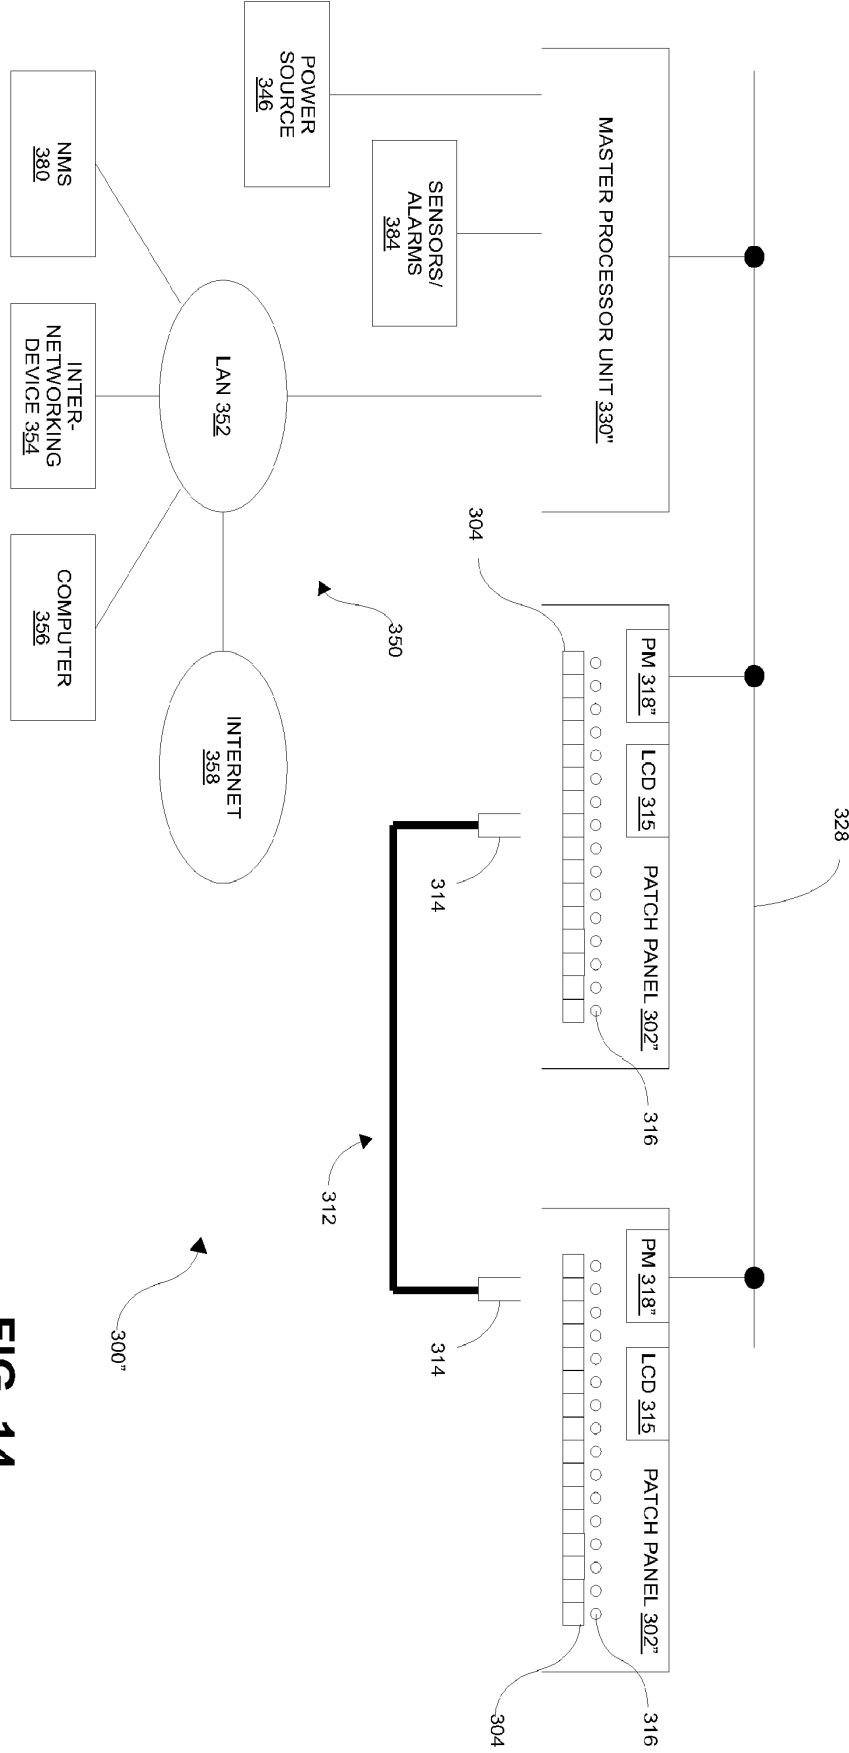 328
MASTER PROCESSOR UNIT 330"
PM 318"
LCD 315
PATCH PANEL 302"
PM 318"
LCD 315
PATCH PANEL 302"
304
316
316
304
POWER
SOURCE
346
SENSORS/
ALARMS
384
350
314
314
312
LAN 352
INTERNET
358
300"
NMS
380
INTER-
NETWORKING
DEVICE 354
COMPUTER
356
FIG. 14